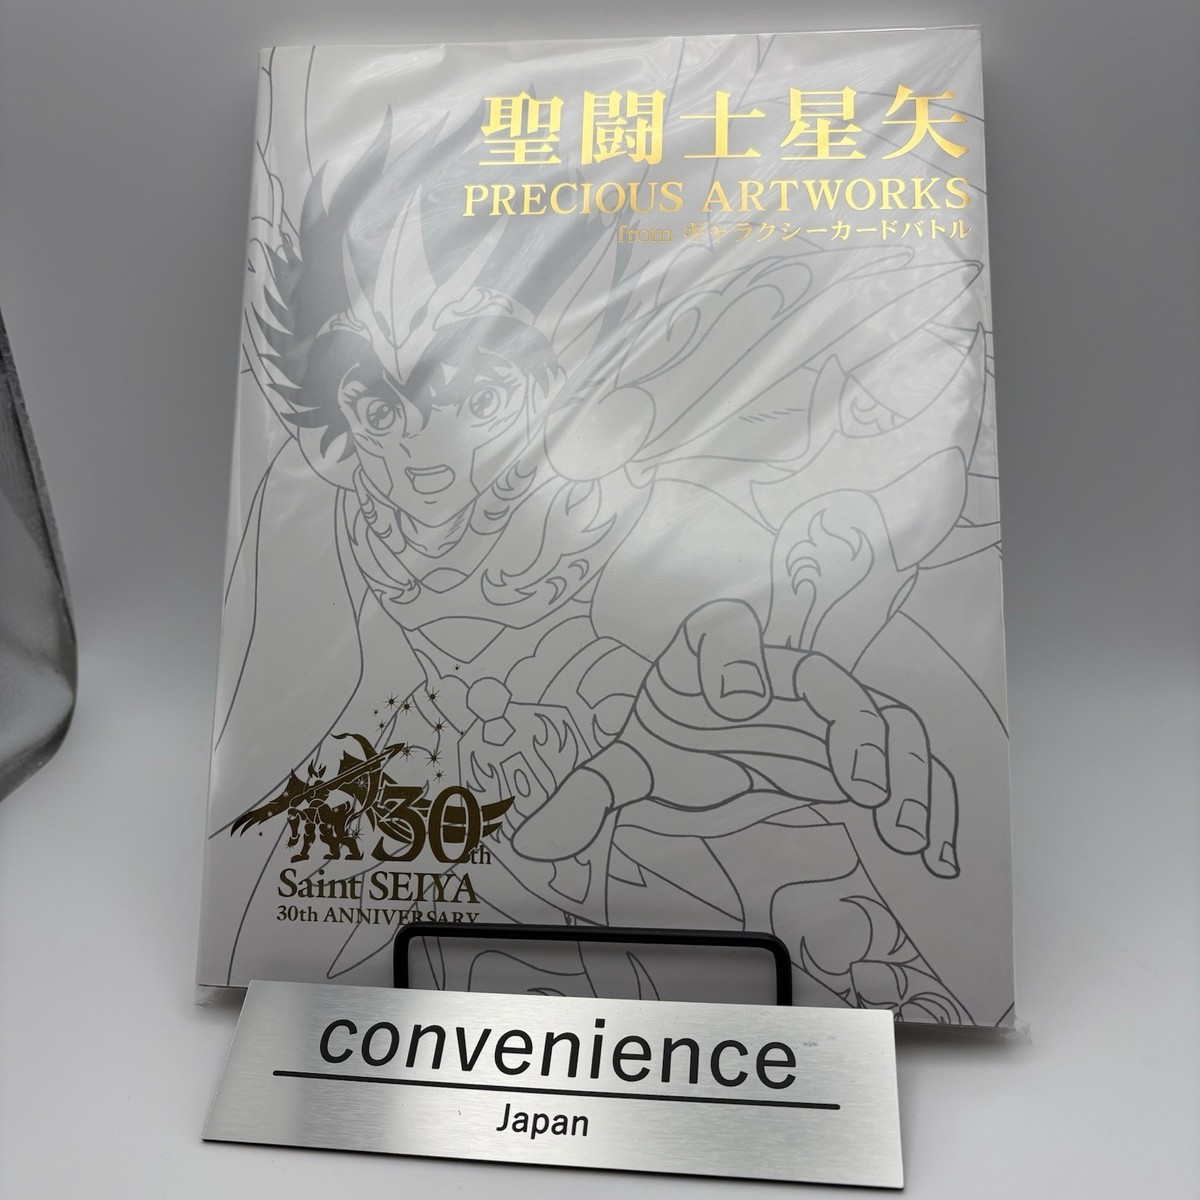 聖闘士星矢
PRECIOUS ARTWORKS
from ギャラクシーカードバトル
30th
Saint SEIYA
30th ANNIVERSARY
convenience
Japan